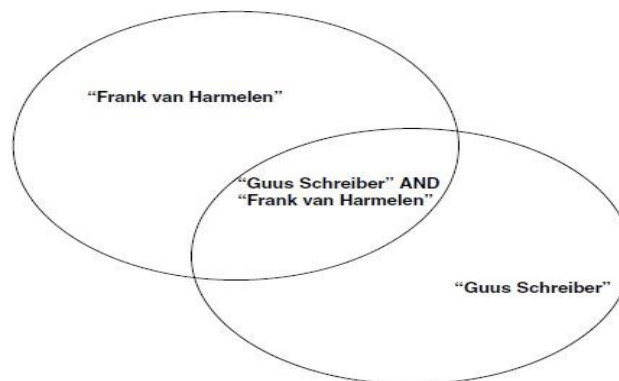 “Frank van Harmelen”
“Guus Schreiber” AND
“Frank van Harmelen”
“Guus Schreiber”